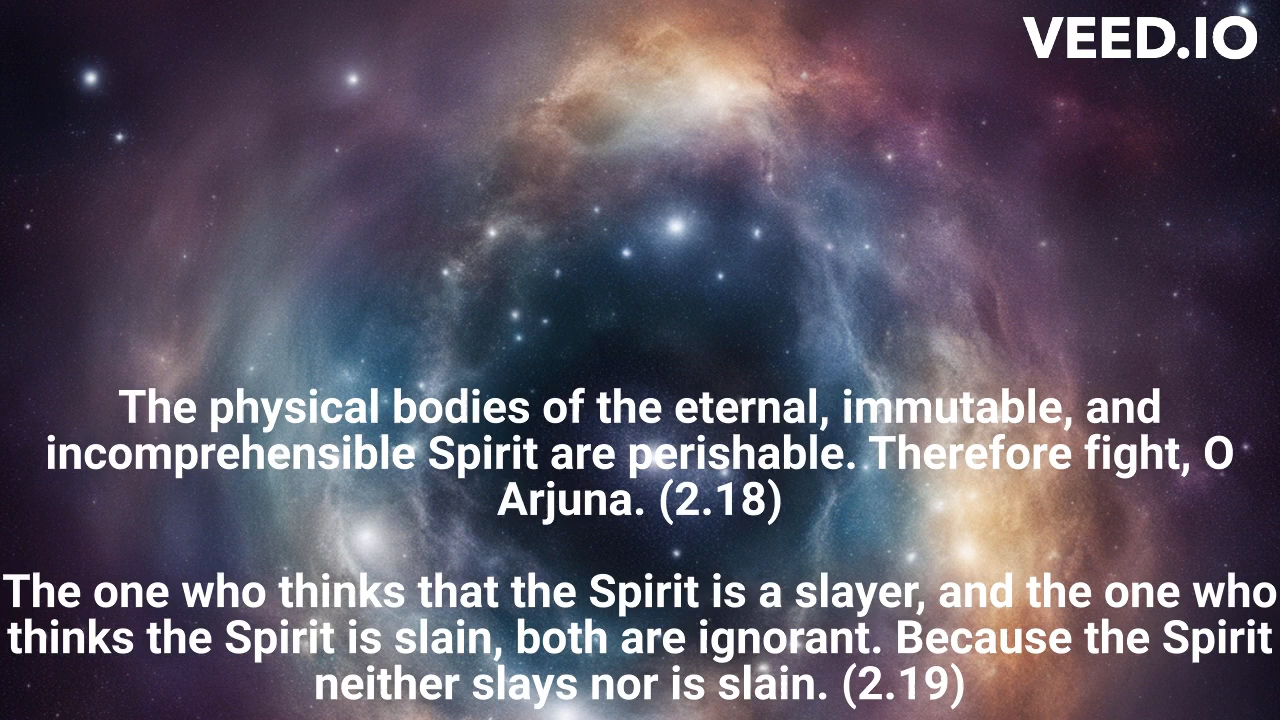 VEED.IO
The physical bodies of the eternal, immutable, and
incomprehensible Spirit are perishable. Therefore fight, O
Arjuna. (2.18)
The one who thinks that the Spirit is a slayer, and the one who
thinks the Spirit is slain, both are ignorant. Because the Spirit
neither slays nor is slain. (2.19)